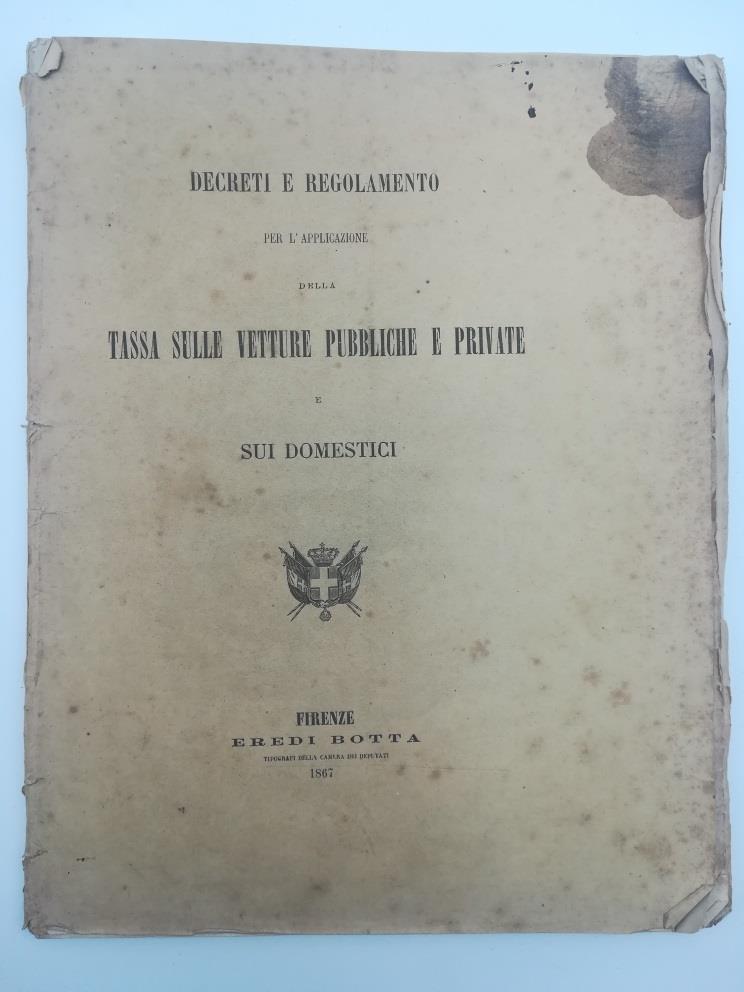 DECRETI E REGOLAMENTO
PER L'APPLICAZIONE
DELLA
TASSA SULLE VETTURE PUBBLICHE E PRIVATE
E
SUI DOMESTICI
FIRENZE
EREDI BOTTA
TIPOGRAFI DELLA CAMERA DEI DEPUTATI
1867